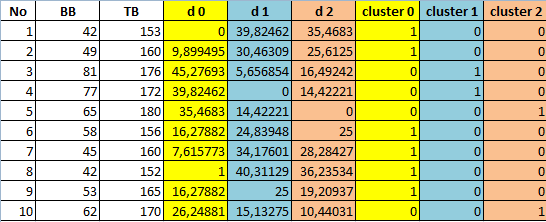 No BB TB d 0 d 1 d 2 cluster 0 cluster 1 cluster 2
1 42 153 0 39,82462 35,4683 1 0 0
2 49 160 9,899495 30,46309 25,6125 1 0 0
3 81 176 45,27693 5,656854 16,49242 0 1 0
4 77 172 39,82462 0 14,42221 0 1 0
5 65 180 35,4683 14,42221 0 0 0 1
6 58 156 16,27882 24,83948 25 1 0 0
7 45 160 7,615773 34,17601 28,28427 1 0 0
8 42 152 1 40,31129 36,23534 1 0 0
9 53 165 16,27882 25 19,20937 1 0 0
10 62 170 26,24881 15,13275 10,44031 0 0 1